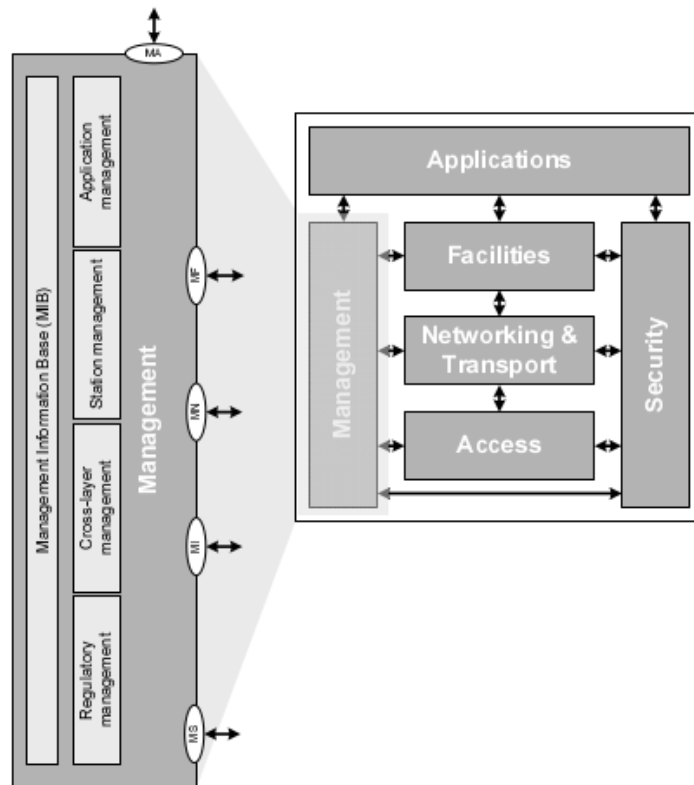 MA
Management Information Base (MIB)
Application
management
Station management
Cross-layer
management
Regulatory
management
Management
MF
MN
MI
MS
Applications
Management
Facilities
Networking &
Transport
Access
Security